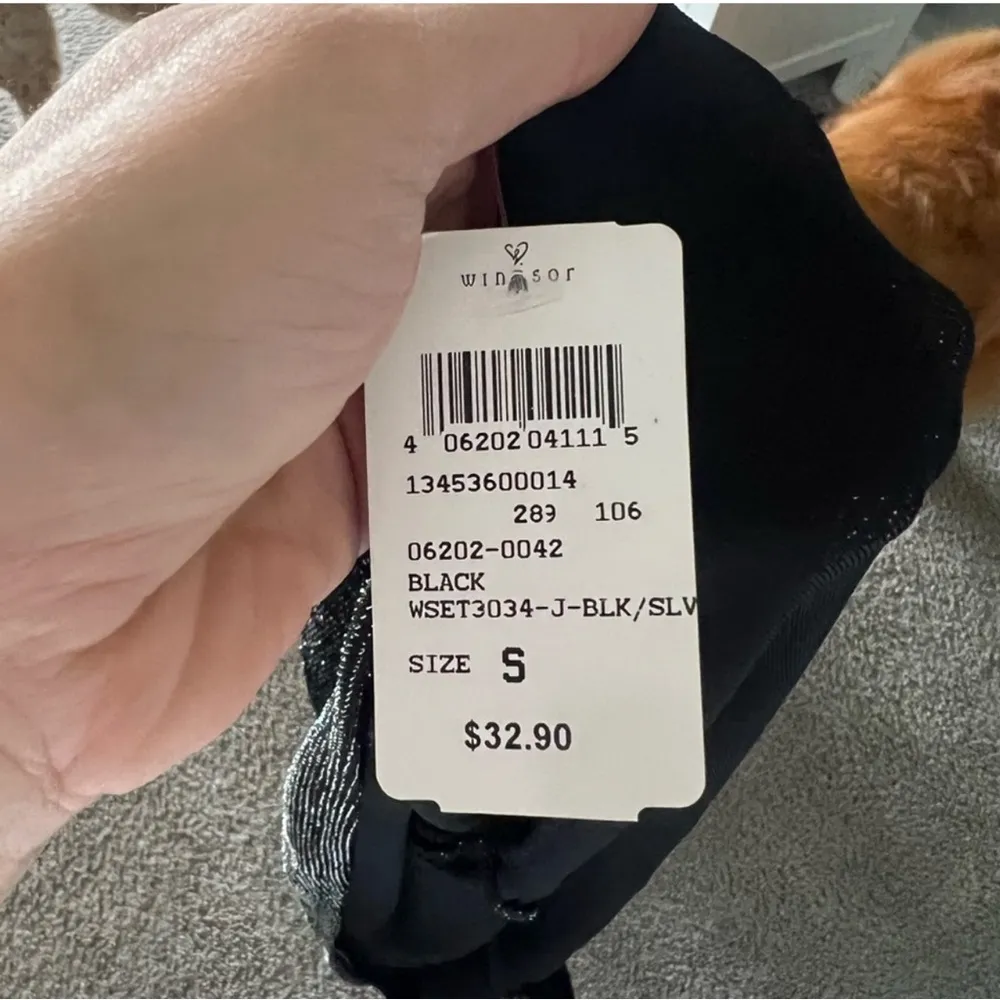 windsor
4 06202 04111 5
13453600014
289 106
06202-0042
BLACK
WSET3034-J-BLK/SLV
SIZE S
$32.90